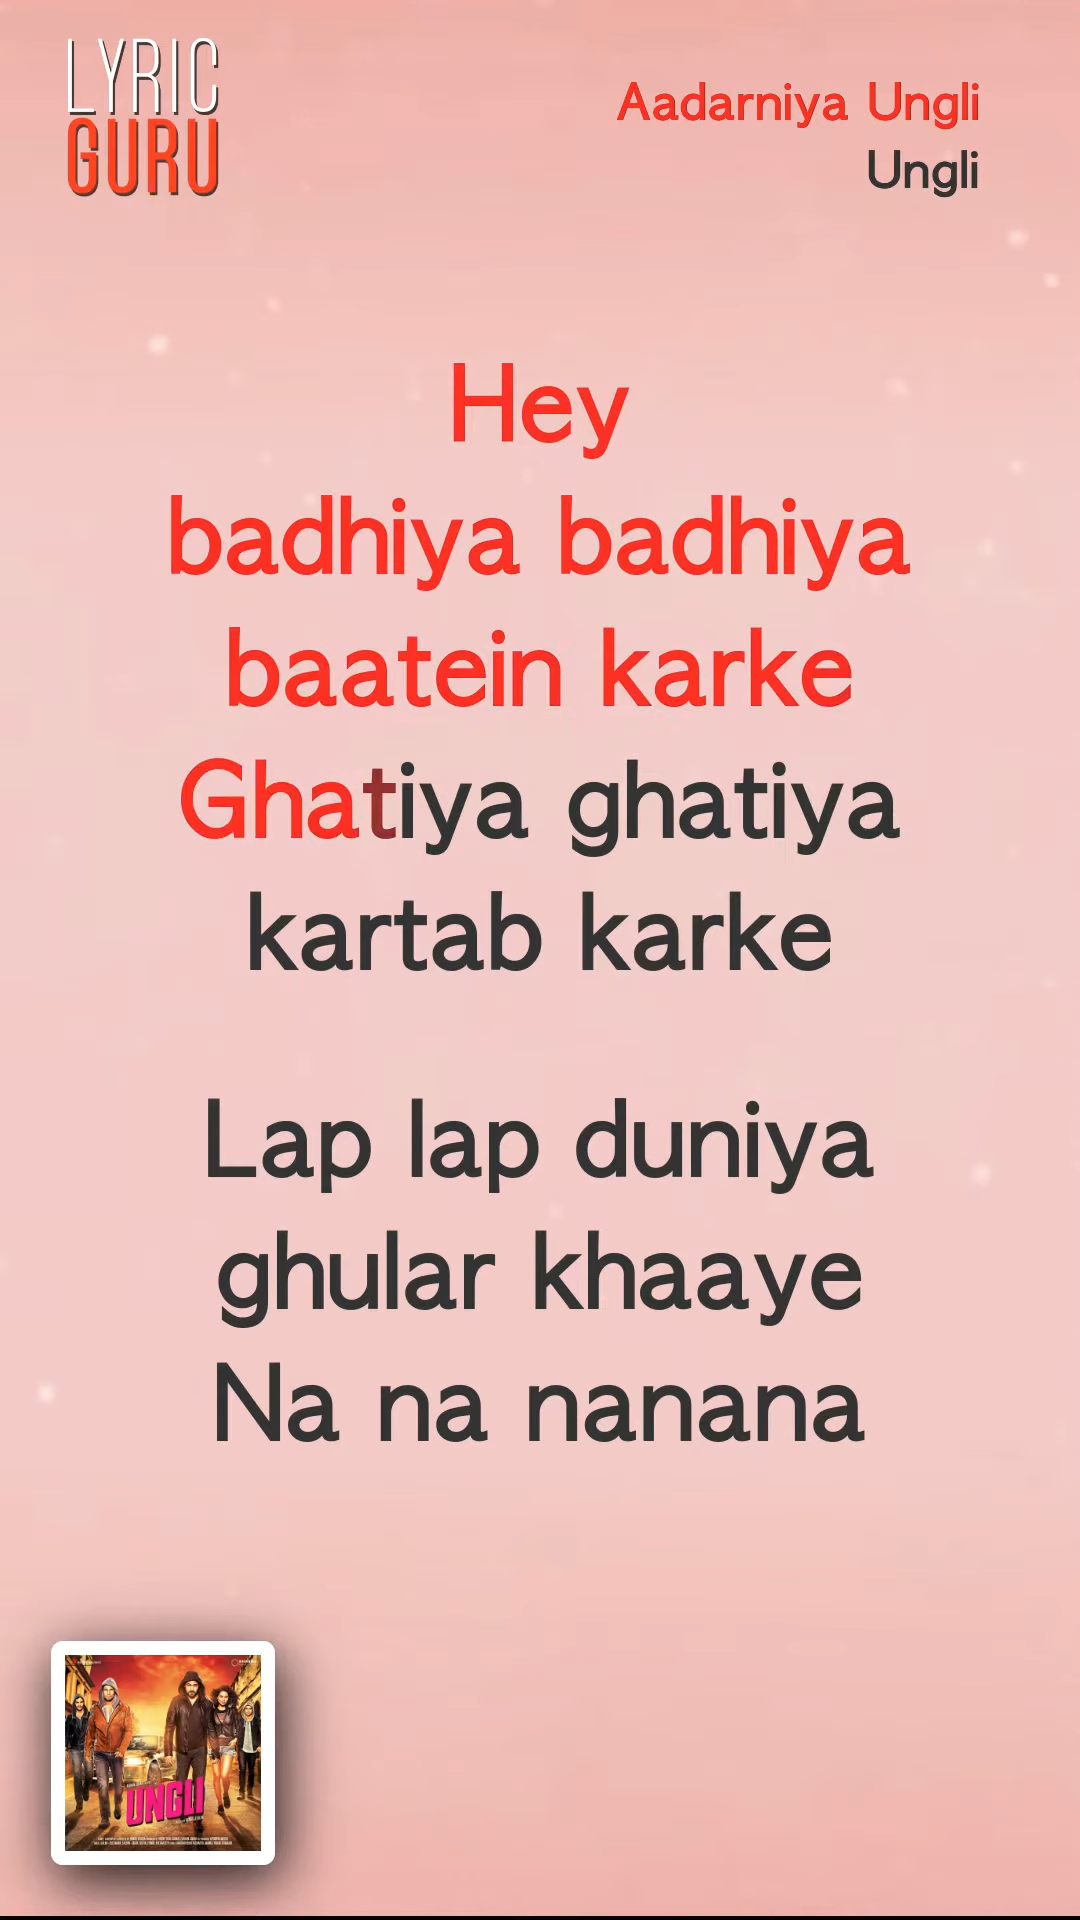 LYRIC
GURU
Aadarniya Ungli
Ungli
Hey
badhiya badhiya
baatein karke
Ghatiya ghatiya
kartab karke
Lap lap duniya
ghular khaaye
Na na nanana
UNGLI